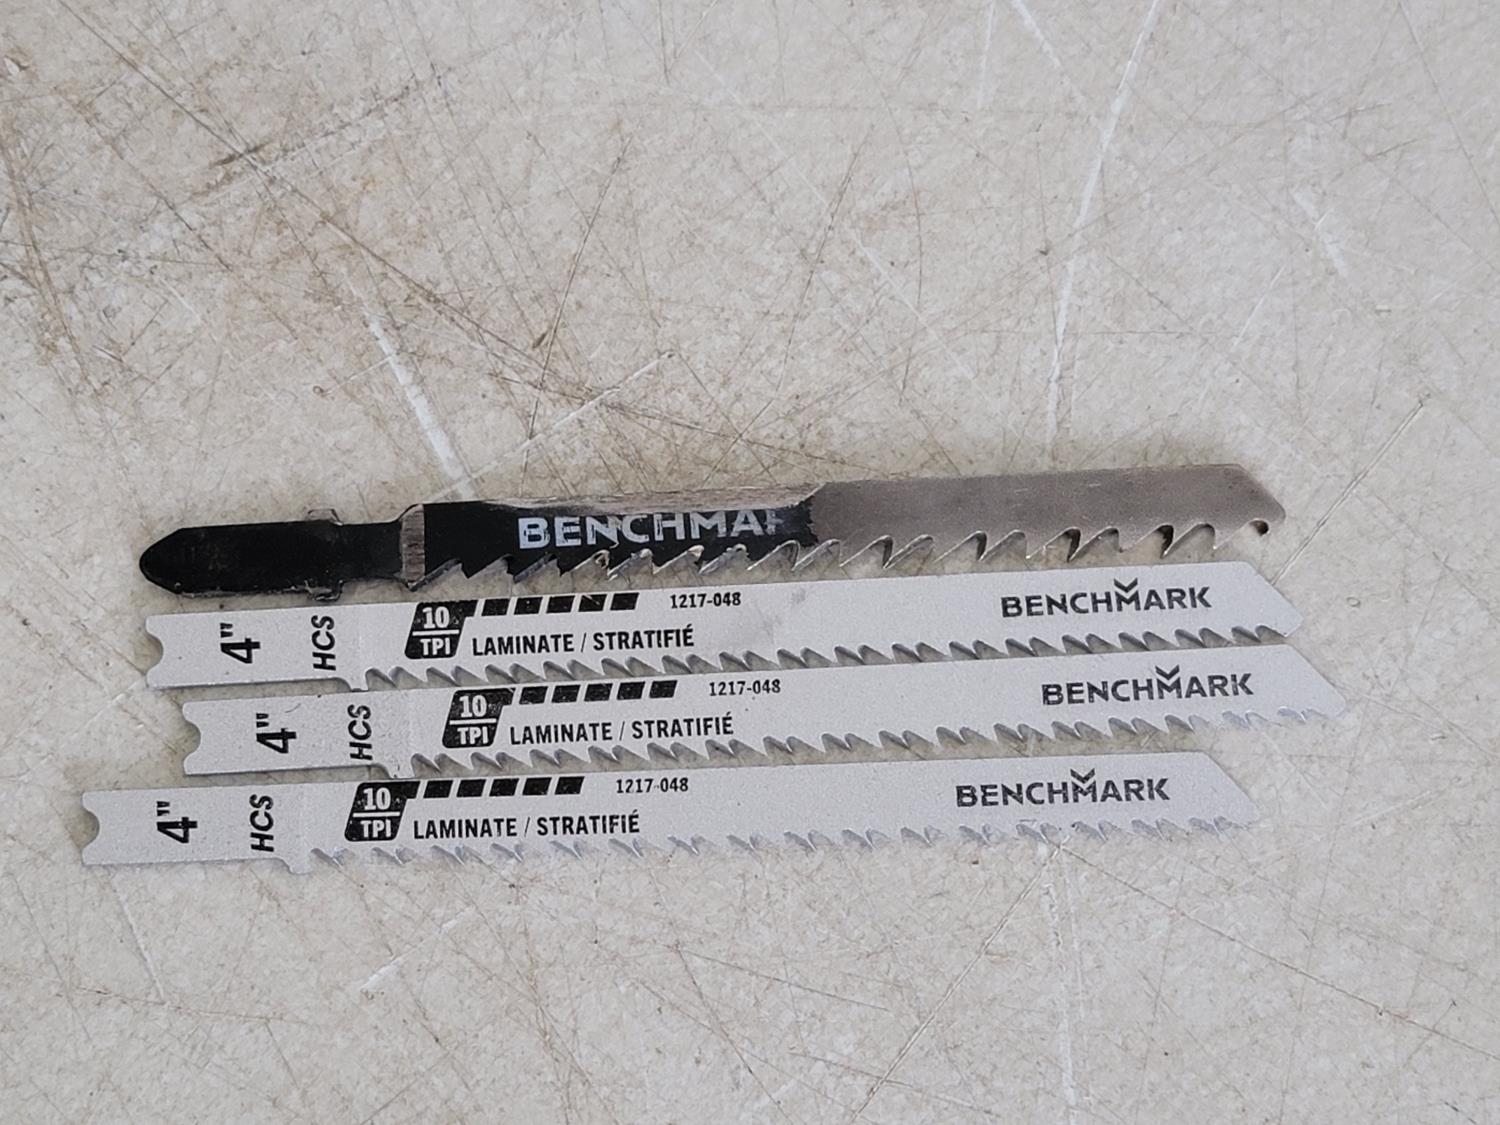 BENCHMAR
4" HCS 10 TPI 1217-048 BENCHMARK
LAMINATE / STRATIFIÉ
4" HCS 10 TPI 1217-048 BENCHMARK
LAMINATE / STRATIFIÉ
4" HCS 10 TPI 1217-048 BENCHMARK
LAMINATE / STRATIFIÉ